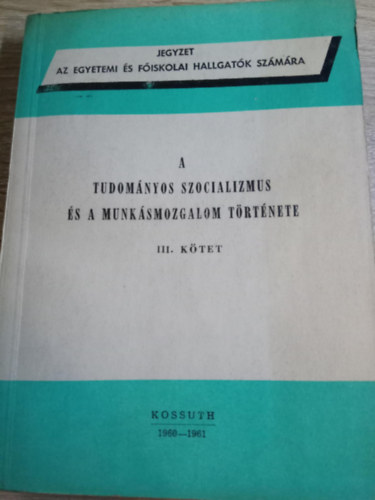 JEGYZET
AZ EGYETEMI ÉS FŐISKOLAI HALLGATÓK SZÁMÁRA
A
TUDOMÁNYOS SZOCIALIZMUS
ÉS A MUNKÁSMOZGALOM TÖRTÉNETE
III. KÖTET
KOSSUTH
1960—1961